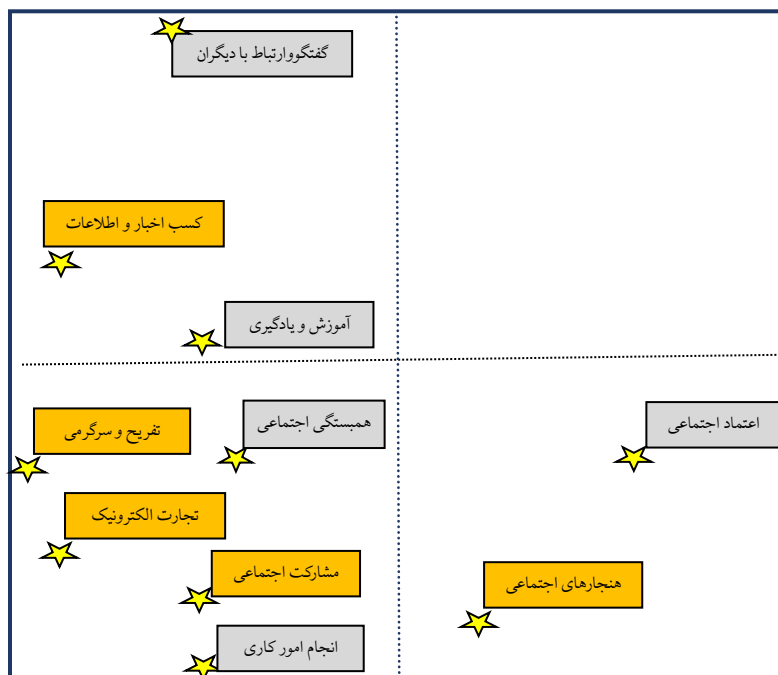 گفتگووارتباط با دیگران
کسب اخبار و اطلاعات
آموزش و یادگیری
همبستگی اجتماعی
اعتماد اجتماعی
تفریح و سرگرمی
تجارت الکترونیک
مشارکت اجتماعی
هنجارهای اجتماعی
انجام امور کاری